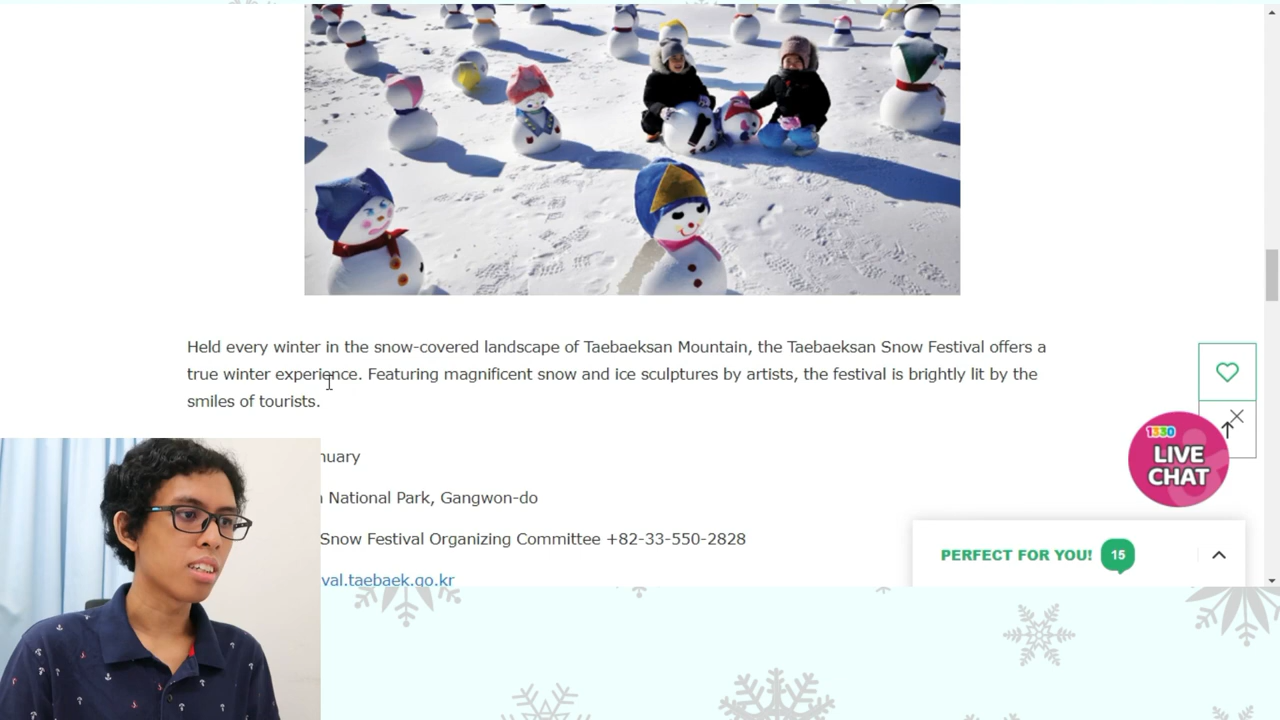 Held every winter in the snow-covered landscape of Taebaeksan Mountain, the Taebaeksan Snow Festival offers a
true winter experience. Featuring magnificent snow and ice sculptures by artists, the festival is brightly lit by the
smiles of tourists.
National Park, Gangwon-do
Snow Festival Organizing Committee +82-33-550-2828
val.taebaek.go.kr
1330
LIVE
CHAT
PERFECT FOR YOU! 15